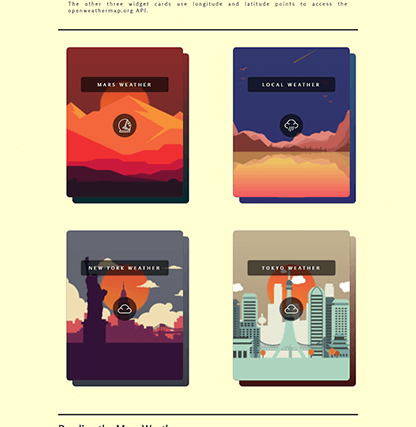 The other three widget cards use longitude and latitude points to access the
openweathermap.org API.
MARS WEATHER
LOCAL WEATHER
NEW YORK WEATHER
TOKYO WEATHER